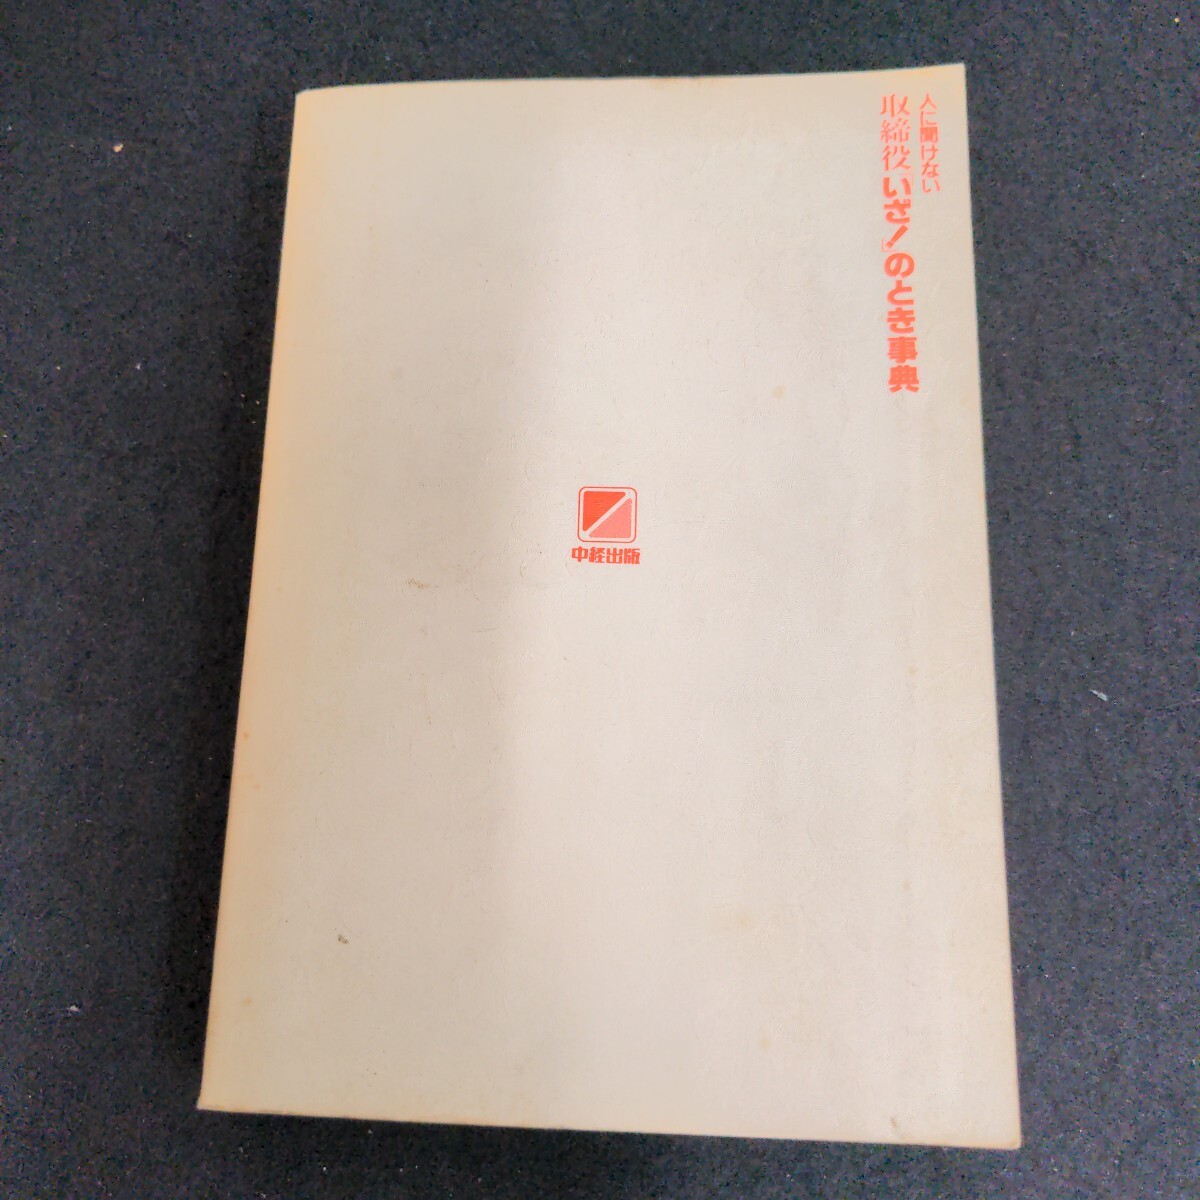 人に聞けない
取締役「いざ！」のとき事典
中経出版